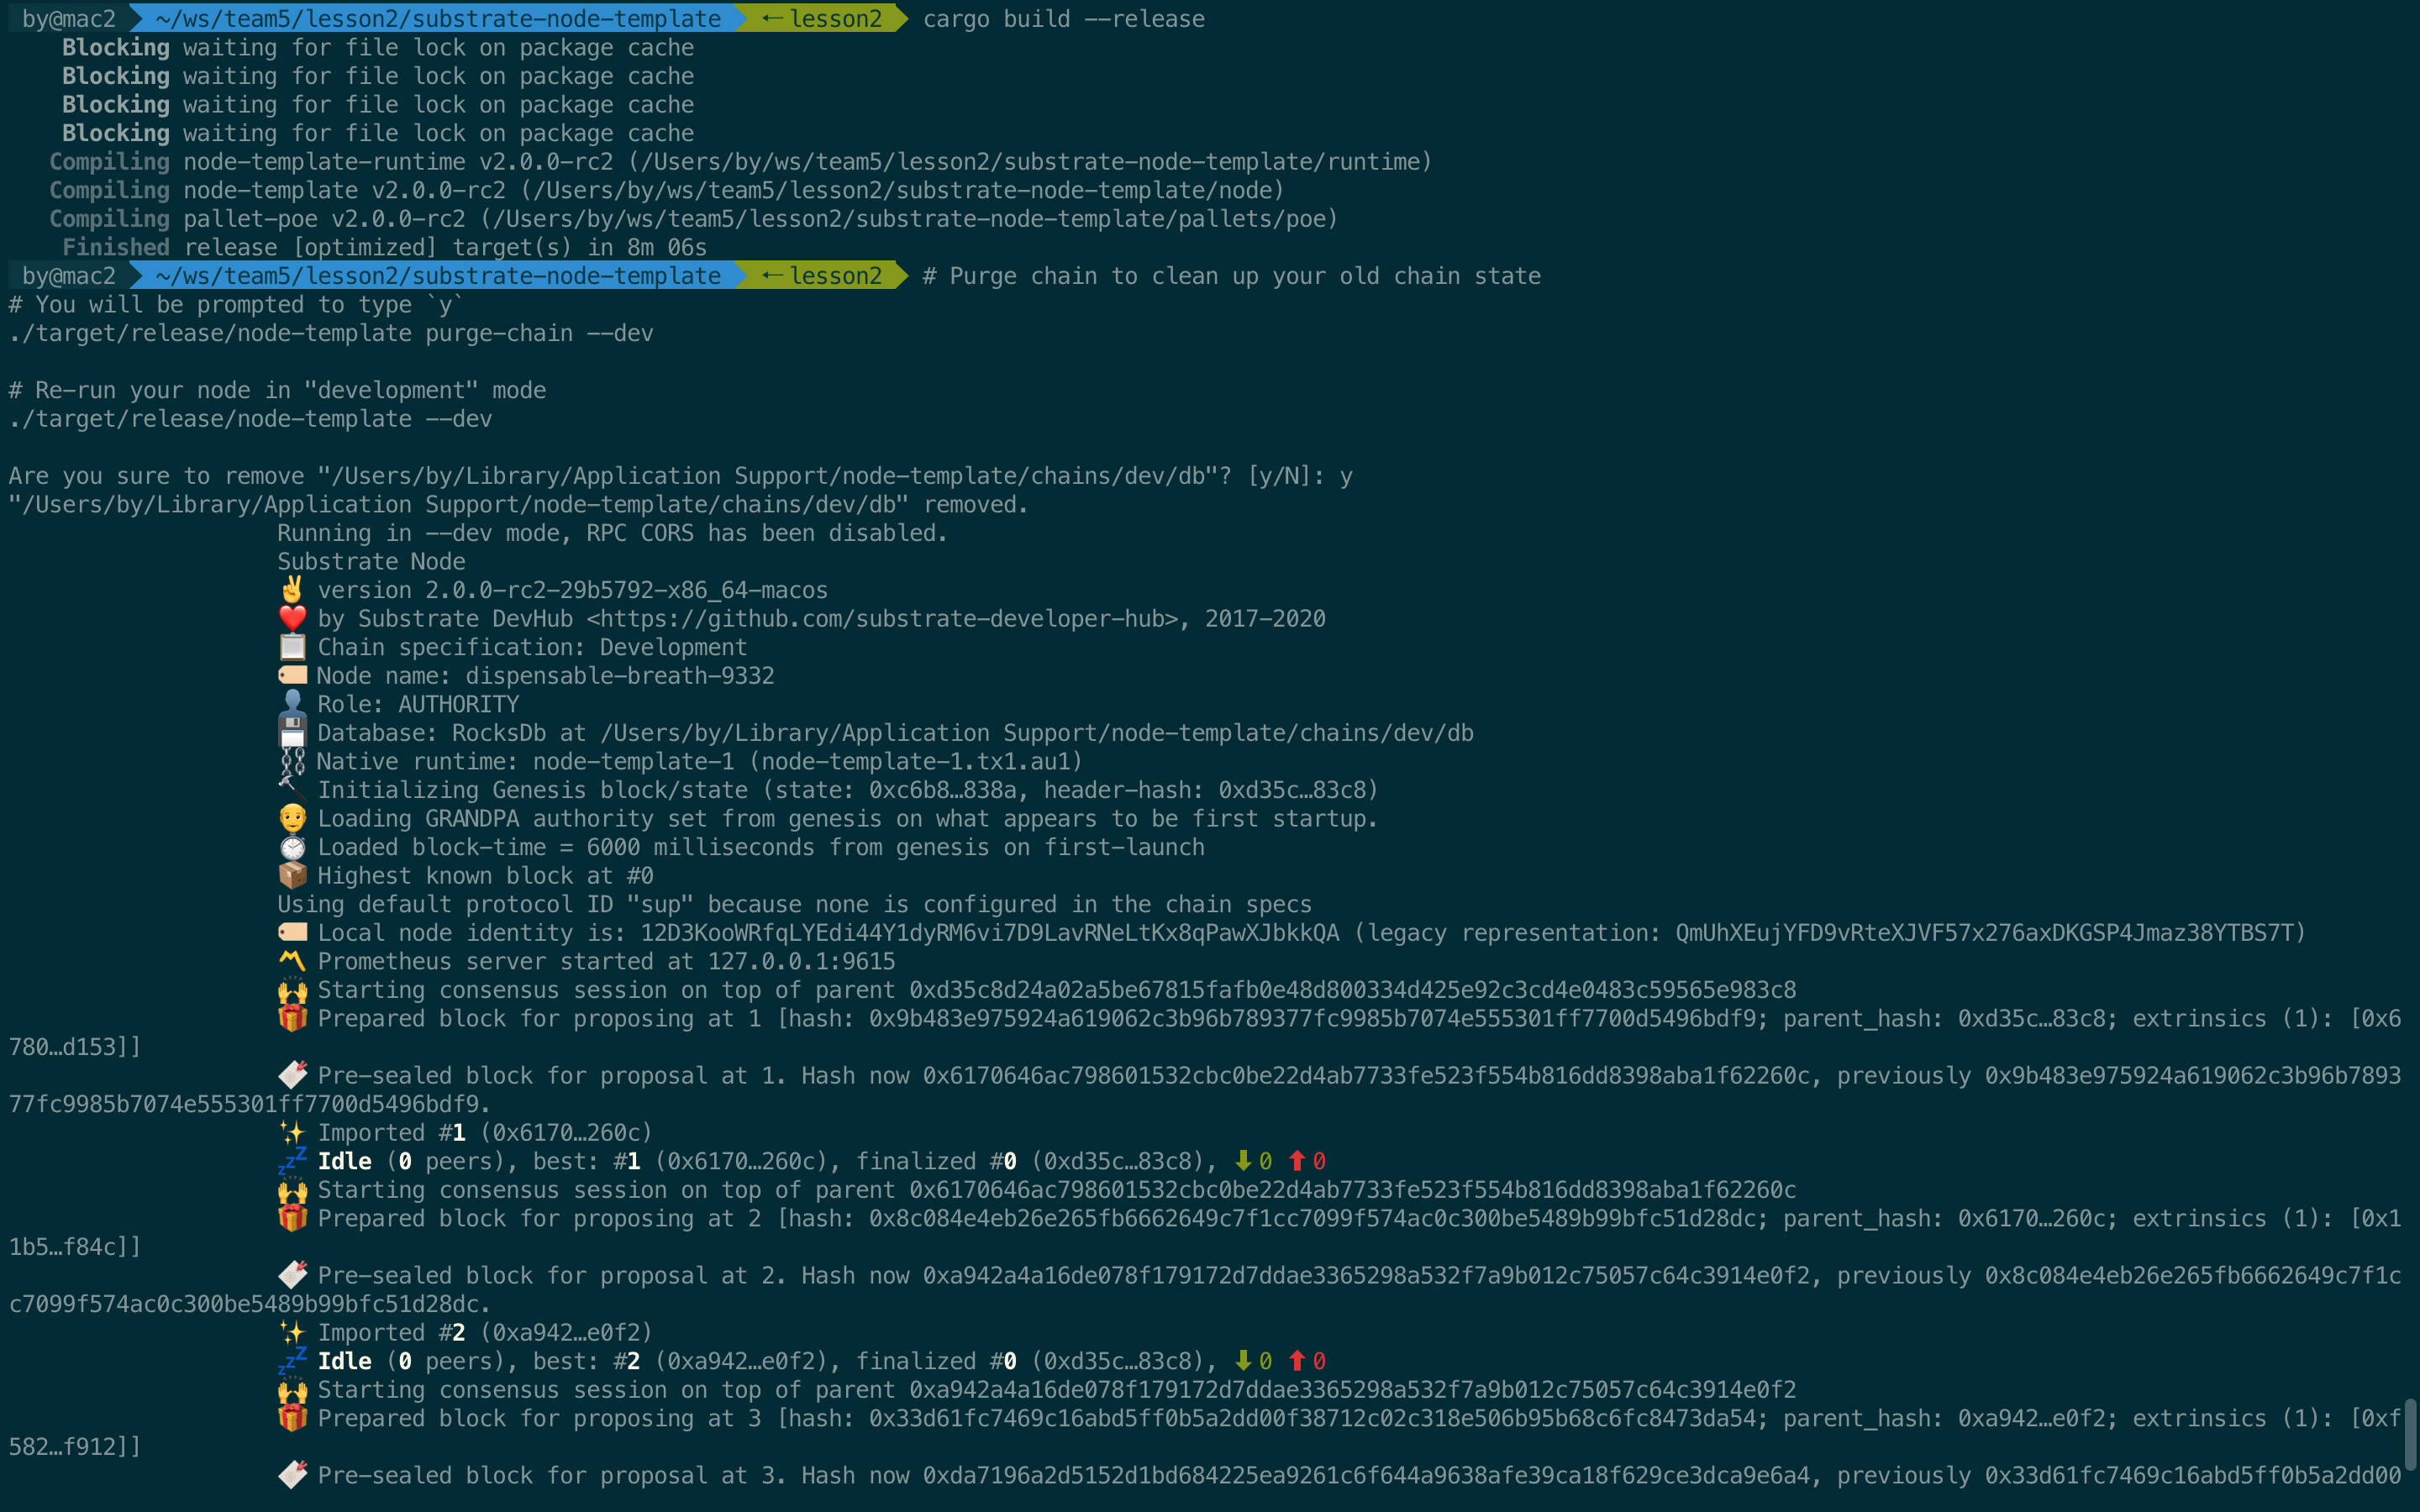 by@mac2 ~/ws/team5/lesson2/substrate-node-template ←lesson2 cargo build --release
Blocking waiting for file lock on package cache
Blocking waiting for file lock on package cache
Blocking waiting for file lock on package cache
Blocking waiting for file lock on package cache
Compiling node-template-runtime v2.0.0-rc2 (/Users/by/ws/team5/lesson2/substrate-node-template/runtime)
Compiling node-template v2.0.0-rc2 (/Users/by/ws/team5/lesson2/substrate-node-template/node)
Compiling pallet-poe v2.0.0-rc2 (/Users/by/ws/team5/lesson2/substrate-node-template/pallets/poe)
Finished release [optimized] target(s) in 8m 06s
by@mac2 ~/ws/team5/lesson2/substrate-node-template ←lesson2 # Purge chain to clean up your old chain state
# You will be prompted to type `y`
./target/release/node-template purge-chain --dev
# Re-run your node in "development" mode
./target/release/node-template --dev
Are you sure to remove "/Users/by/Library/Application Support/node-template/chains/dev/db"? [y/N]: y
"/Users/by/Library/Application Support/node-template/chains/dev/db" removed.
Running in --dev mode, RPC CORS has been disabled.
Substrate Node
✌️ version 2.0.0-rc2-29b5792-x86_64-macos
❤️ by Substrate DevHub <https://github.com/substrate-developer-hub>, 2017-2020
📋 Chain specification: Development
🏷 Node name: dispensable-breath-9332
👤 Role: AUTHORITY
💾 Database: RocksDb at /Users/by/Library/Application Support/node-template/chains/dev/db
⛓ Native runtime: node-template-1 (node-template-1.tx1.au1)
🔨 Initializing Genesis block/state (state: 0xc6b8…838a, header-hash: 0xd35c…83c8)
👴 Loading GRANDPA authority set from genesis on what appears to be first startup.
⏱ Loaded block-time = 6000 milliseconds from genesis on first-launch
📦 Highest known block at #0
Using default protocol ID "sup" because none is configured in the chain specs
🏷 Local node identity is: 12D3KooWRfqLYEdi44Y1dyRM6vi7D9LavRNeLtKx8qPawXJbkkQA (legacy representation: QmUhXEujYFD9vRteXJVF57x276axDKGSP4Jmaz38YTBS7T)
〽️ Prometheus server started at 127.0.0.1:9615
🙌 Starting consensus session on top of parent 0xd35c8d24a02a5be67815fafb0e48d800334d425e92c3cd4e0483c59565e983c8
🎁 Prepared block for proposing at 1 [hash: 0x9b483e975924a619062c3b96b789377fc9985b7074e555301ff7700d5496bdf9; parent_hash: 0xd35c…83c8; extrinsics (1): [0x6
780…d153]]
🔖 Pre-sealed block for proposal at 1. Hash now 0x6170646ac798601532cbc0be22d4ab7733fe523f554b816dd8398aba1f62260c, previously 0x9b483e975924a619062c3b96b7893
77fc9985b7074e555301ff7700d5496bdf9.
✨ Imported #1 (0x6170…260c)
💤 Idle (0 peers), best: #1 (0x6170…260c), finalized #0 (0xd35c…83c8), ⬇ 0 ⬆ 0
🙌 Starting consensus session on top of parent 0x6170646ac798601532cbc0be22d4ab7733fe523f554b816dd8398aba1f62260c
🎁 Prepared block for proposing at 2 [hash: 0x8c084e4eb26e265fb6662649c7f1cc7099f574ac0c300be5489b99bfc51d28dc; parent_hash: 0x6170…260c; extrinsics (1): [0x1
1b5…f84c]]
🔖 Pre-sealed block for proposal at 2. Hash now 0xa942a4a16de078f179172d7ddae3365298a532f7a9b012c75057c64c3914e0f2, previously 0x8c084e4eb26e265fb6662649c7f1c
c7099f574ac0c300be5489b99bfc51d28dc.
✨ Imported #2 (0xa942…e0f2)
💤 Idle (0 peers), best: #2 (0xa942…e0f2), finalized #0 (0xd35c…83c8), ⬇ 0 ⬆ 0
🙌 Starting consensus session on top of parent 0xa942a4a16de078f179172d7ddae3365298a532f7a9b012c75057c64c3914e0f2
🎁 Prepared block for proposing at 3 [hash: 0x33d61fc7469c16abd5ff0b5a2dd00f38712c02c318e506b95b68c6fc8473da54; parent_hash: 0xa942…e0f2; extrinsics (1): [0xf
582…f912]]
🔖 Pre-sealed block for proposal at 3. Hash now 0xda7196a2d5152d1bd684225ea9261c6f644a9638afe39ca18f629ce3dca9e6a4, previously 0x33d61fc7469c16abd5ff0b5a2dd00